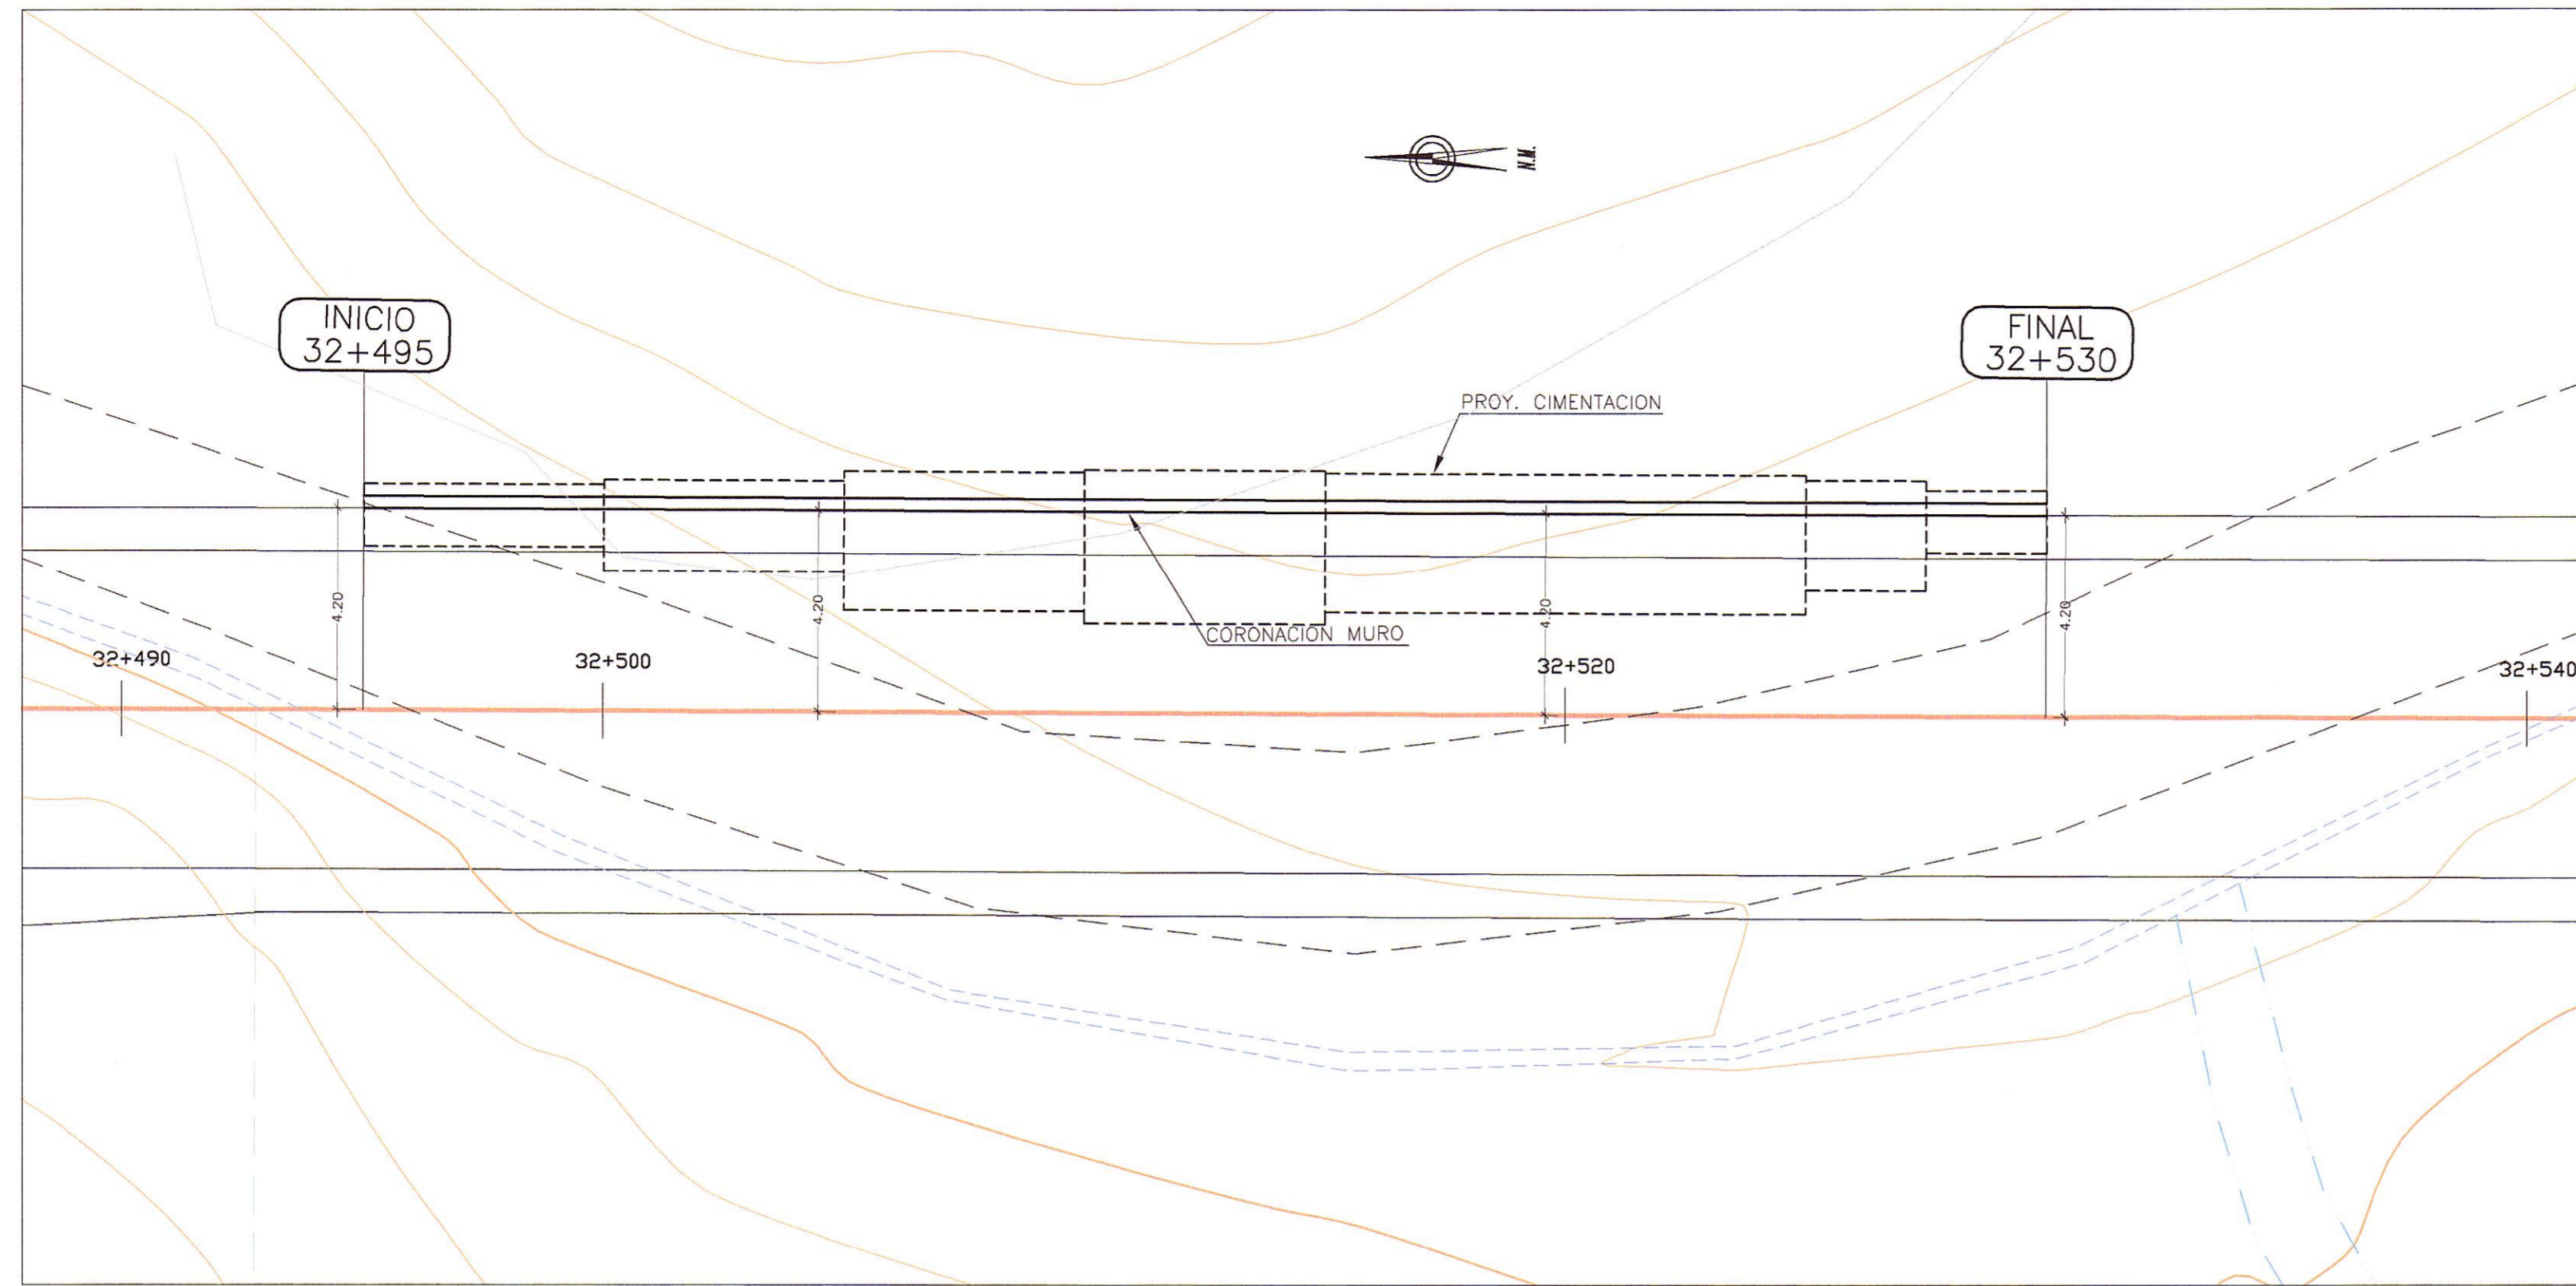 N.M.
INICIO
32+495
FINAL
32+530
PROY. CIMENTACION
4.20
4.20
4.20
4.20
CORONACION MURO
32+490
32+500
32+520
32+540